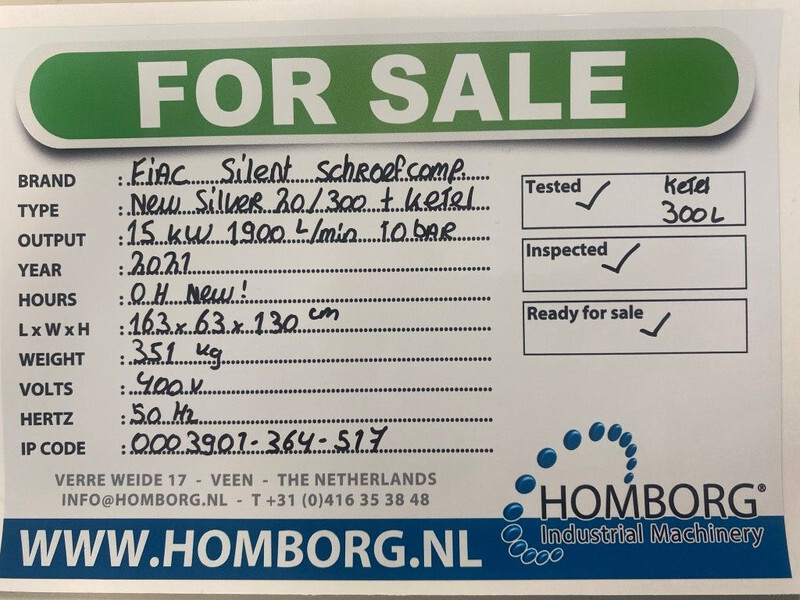 FOR SALE
BRAND : FiAC Silent Schroefcomp.
TYPE : New Silver 20/300 + Ketel
OUTPUT : 15 kW 1900 L/min 10 bar
YEAR : 2021
HOURS : 0 H New!
L x W x H : 163 x 63 x 130 cm
WEIGHT : 351 kg
VOLTS : 400 V
HERTZ : 50 Hz
IP CODE : 0003901-364-517
Tested ✓ Ketel
300 L
Inspected ✓
Ready for sale ✓
VERRE WEIDE 17 - VEEN - THE NETHERLANDS
INFO@HOMBORG.NL - T +31 (0)416 35 38 48
HOMBORG®
Industrial Machinery
WWW.HOMBORG.NL